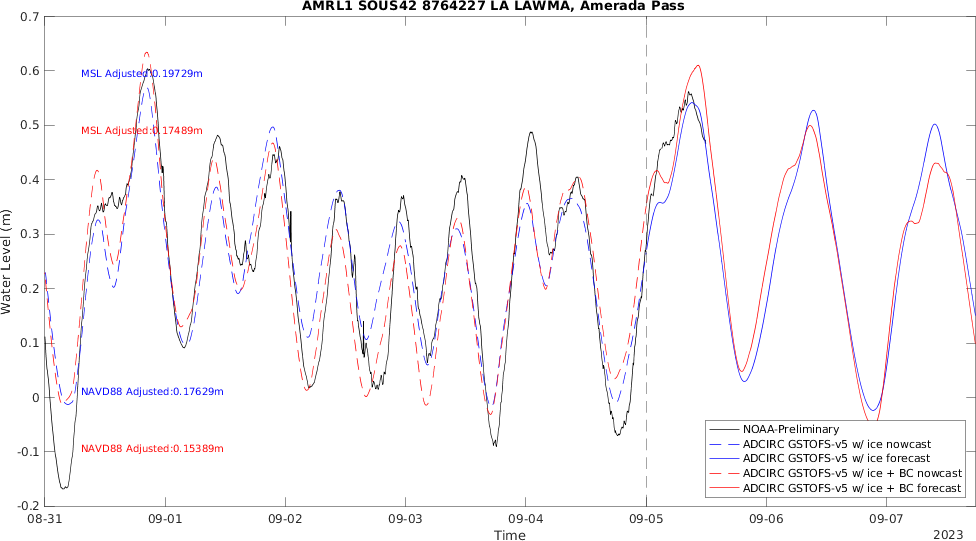 AMRL1 SOUS42 8764227 LA LAWMA, Amerada Pass
0.7
0.6
0.5
0.4
0.3
0.2
0.1
0
-0.1
-0.2
Water Level (m)
MSL Adjusted:0.19729m
MSL Adjusted:0.17489m
NAVD88 Adjusted:0.17629m
NAVD88 Adjusted:0.15389m
NOAA-Preliminary
ADCIRC GSTOFS-v5 w/ ice nowcast
ADCIRC GSTOFS-v5 w/ ice forecast
ADCIRC GSTOFS-v5 w/ ice + BC nowcast
ADCIRC GSTOFS-v5 w/ ice + BC forecast
08-31 09-01 09-02 09-03 09-04 09-05 09-06 09-07
Time
2023